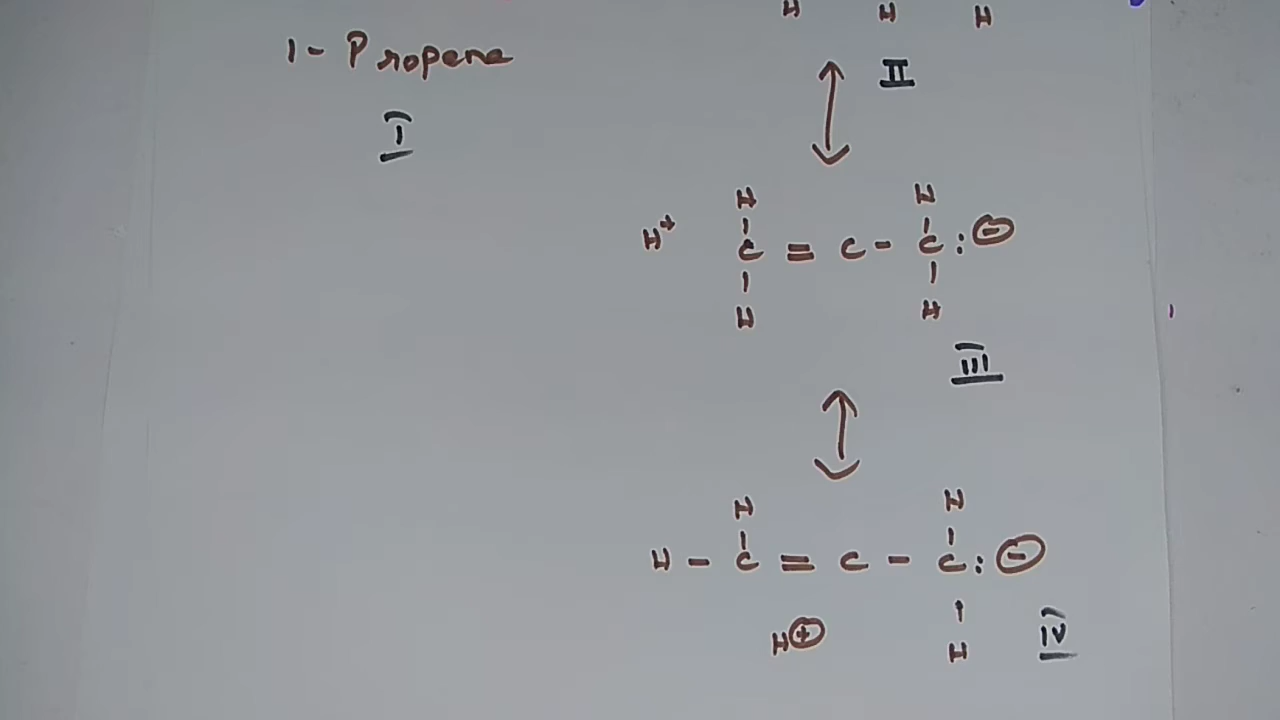 H H H
1- Propene
II
I
H H
H+ C = C - C : -
H H
III
H H
H - C = C - C : -
H+ H
IV